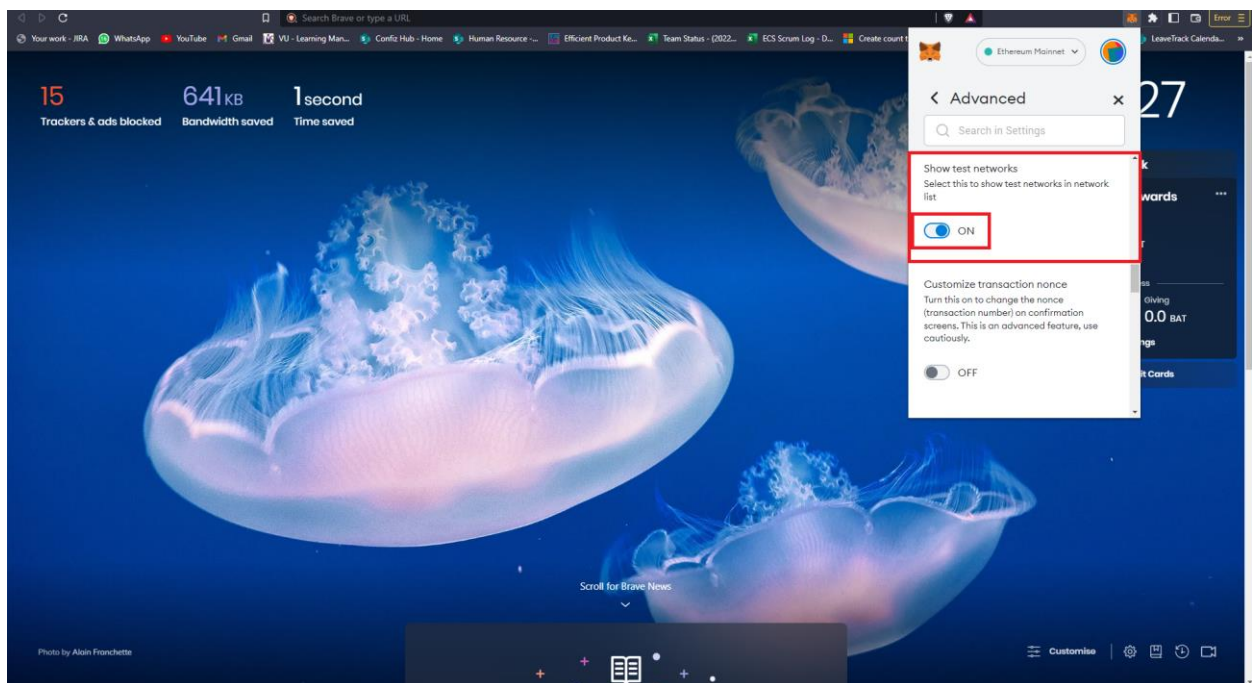 Search Brave or type a URL
Error
Your work - JIRA
WhatsApp
YouTube
Gmail
VU - Learning Man...
Confiz Hub - Home
Human Resource -...
Efficient Product Ke...
Team Status - (2022...
ECS Scrum Log - D...
Create count t
LeaveTrack Calenda...
»
15
Trackers & ads blocked
641 KB
Bandwidth saved
1 second
Time saved
27
Ethereum Mainnet
Advanced
Search in Settings
Show test networks
Select this to show test networks in network
list
ON
Customize transaction nonce
Turn this on to change the nonce
(transaction number) on confirmation
screens. This is an advanced feature, use
cautiously.
OFF
k
wards
...
T
ss
Giving
0.0 BAT
ngs
it Cards
Scroll for Brave News
Photo by Alain Franchette
Customise